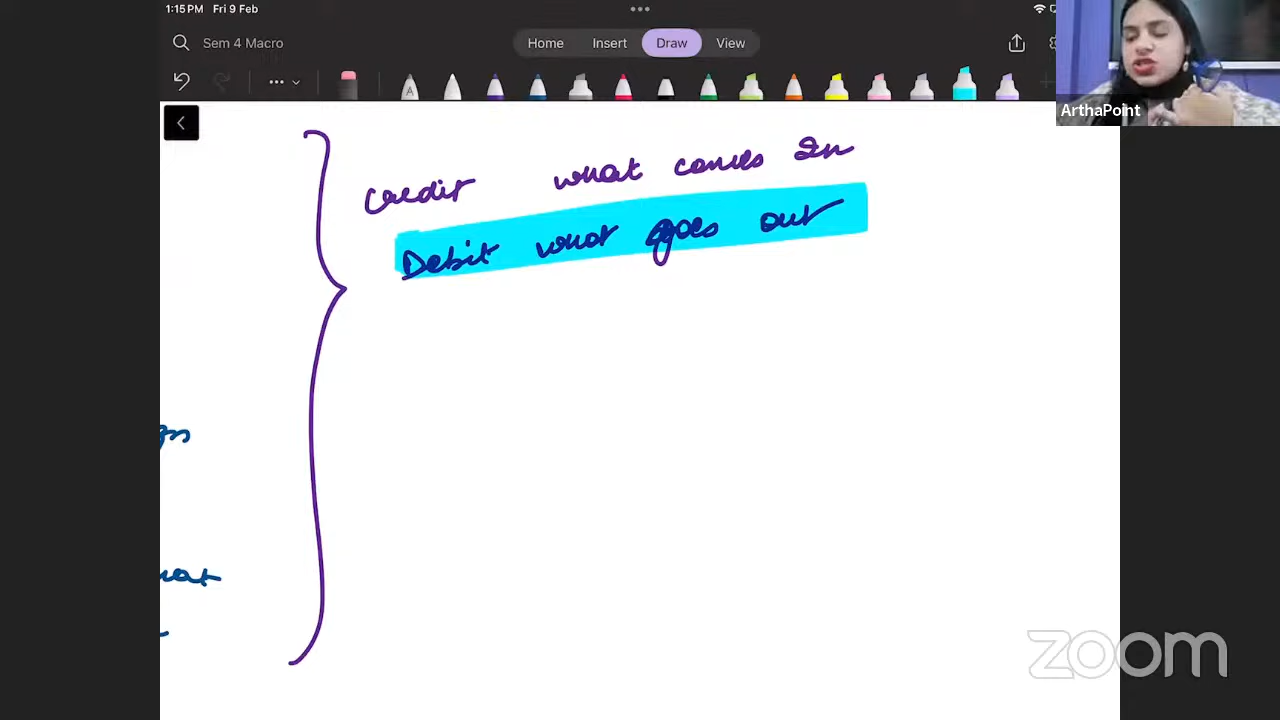 1:15 PM Fri 9 Feb
Sem 4 Macro
Home Insert Draw View
A
ArthaPoint
Credit what comes In
Debit what goes out
zoom